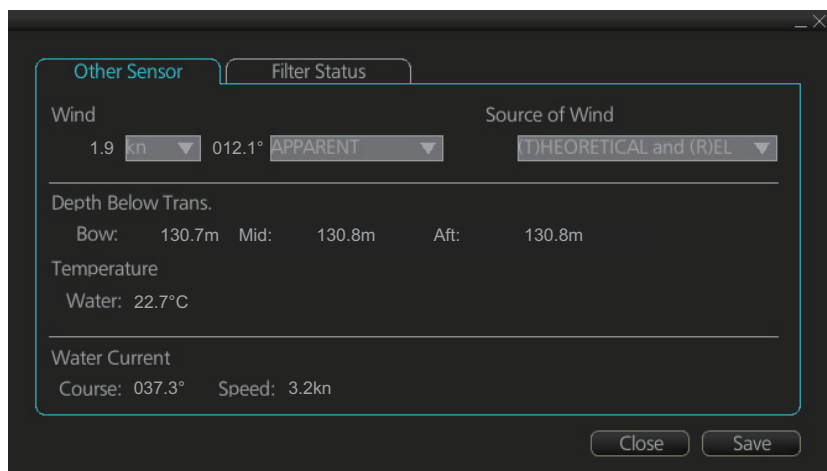 Other Sensor Filter Status
Wind Source of Wind
1.9 kn 012.1° APPARENT (T)HEORETICAL and (R)EL
Depth Below Trans.
Bow: 130.7m Mid: 130.8m Aft: 130.8m
Temperature
Water: 22.7°C
Water Current
Course: 037.3° Speed: 3.2kn
Close Save